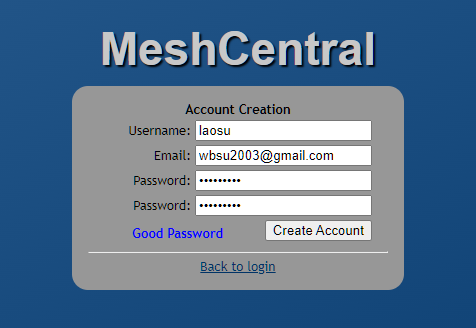 MeshCentral
Account Creation
Username: laosu
Email: wbsu2003@gmail.com
Password: •••••••••
Password: •••••••••
Good Password Create Account
Back to login